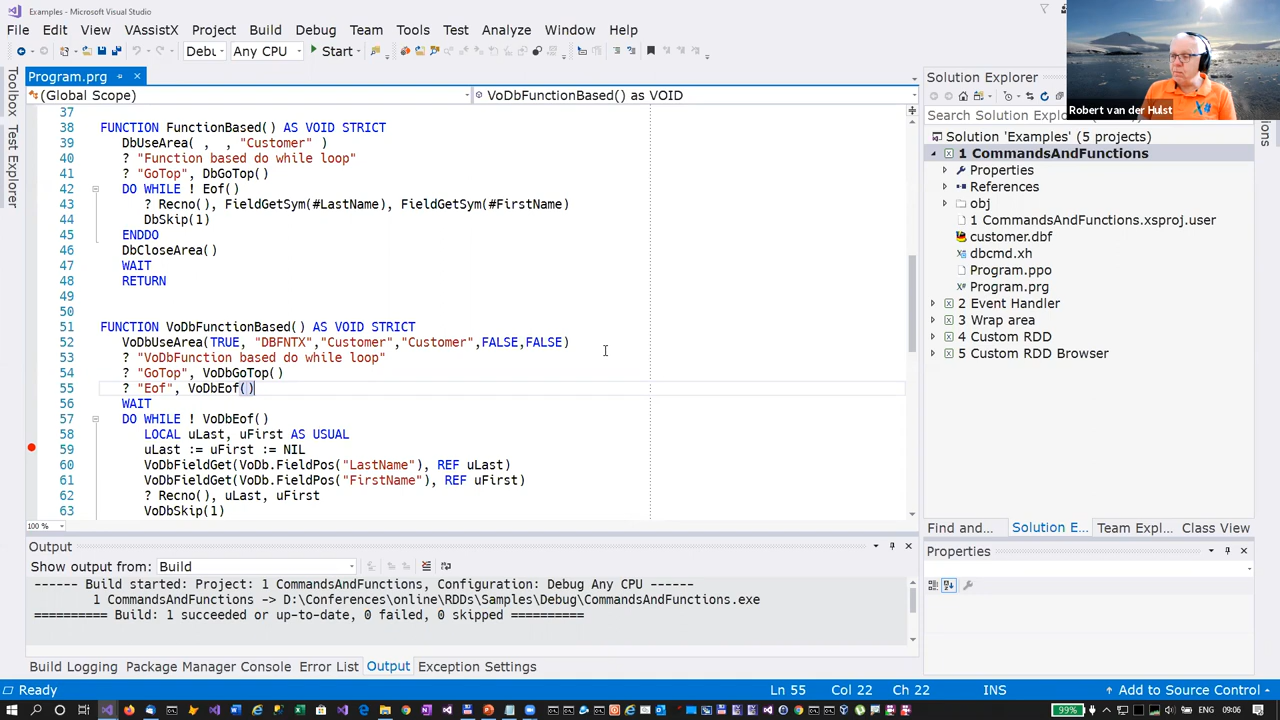 Examples - Microsoft Visual Studio
File Edit View VAssistX Project Build Debug Team Tools Test Analyze Window Help
Debu Any CPU Start
Robert van der Hulst
Toolbox
Test Explorer
Program.prg
(Global Scope) VoDbFunctionBased() as VOID
37
38 FUNCTION FunctionBased() AS VOID STRICT
39 DbUseArea( , , "Customer" )
40 ? "Function based do while loop"
41 ? "GoTop", DbGoTop()
42 DO WHILE ! Eof()
43 ? Recno(), FieldGetSym(#LastName), FieldGetSym(#FirstName)
44 DbSkip(1)
45 ENDDO
46 DbCloseArea()
47 WAIT
48 RETURN
49
50
51 FUNCTION VoDbFunctionBased() AS VOID STRICT
52 VoDbUseArea(TRUE, "DBFNTX","Customer","Customer",FALSE,FALSE)
53 ? "VoDbFunction based do while loop"
54 ? "GoTop", VoDbGoTop()
55 ? "Eof", VoDbEof()
56 WAIT
57 DO WHILE ! VoDbEof()
58 LOCAL uLast, uFirst AS USUAL
59 uLast := uFirst := NIL
60 VoDbFieldGet(VoDb.FieldPos("LastName"), REF uLast)
61 VoDbFieldGet(VoDb.FieldPos("FirstName"), REF uFirst)
62 ? Recno(), uLast, uFirst
63 VoDbSkip(1)
100 %
Solution Explorer
Search Solution Explo
Solution 'Examples' (5 projects)
1 CommandsAndFunctions
Properties
References
obj
1 CommandsAndFunctions.xsproj.user
customer.dbf
dbcmd.xh
Program.ppo
Program.prg
2 Event Handler
3 Wrap area
4 Custom RDD
5 Custom RDD Browser
Find and... Solution E... Team Expl... Class View
Properties
Output
Show output from: Build
------ Build started: Project: 1 CommandsAndFunctions, Configuration: Debug Any CPU ------
1 CommandsAndFunctions -> D:\Conferences\online\RDDs\Samples\Debug\CommandsAndFunctions.exe
========== Build: 1 succeeded or up-to-date, 0 failed, 0 skipped ==========
Build Logging Package Manager Console Error List Output Exception Settings
Ready Ln 55 Col 22 Ch 22 INS Add to Source Control
99% ENG 09:06